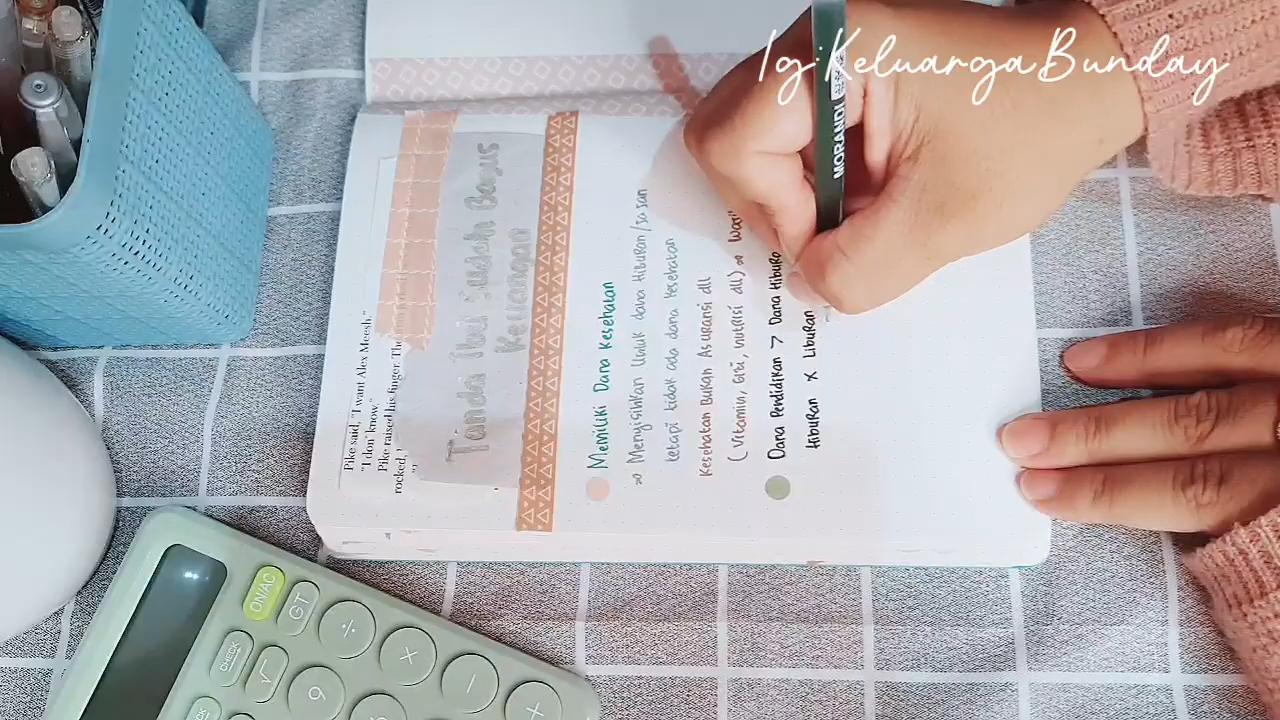 Ig: KeluargaBunday
MORANDI
Pike said, "I want Alex Meesh."
"I don' know."
Pike raised his finger. The
rocked,
Tanda Ibu Sudah Bagus
Keuangan
Memiliki Dana Kesehatan
Menyisihkan untuk dana Hiburan/Jajan
tetapi tidak ada dana kesehatan
Kesehatan Bukan Asuransi dll
(Vitamin, Gizi, nutrisi dll)
Dana Pendidikan > Dana Hibura
Hiburan x Liburan
ON/AC
GT
÷
CHECK
√
×
9
−
+